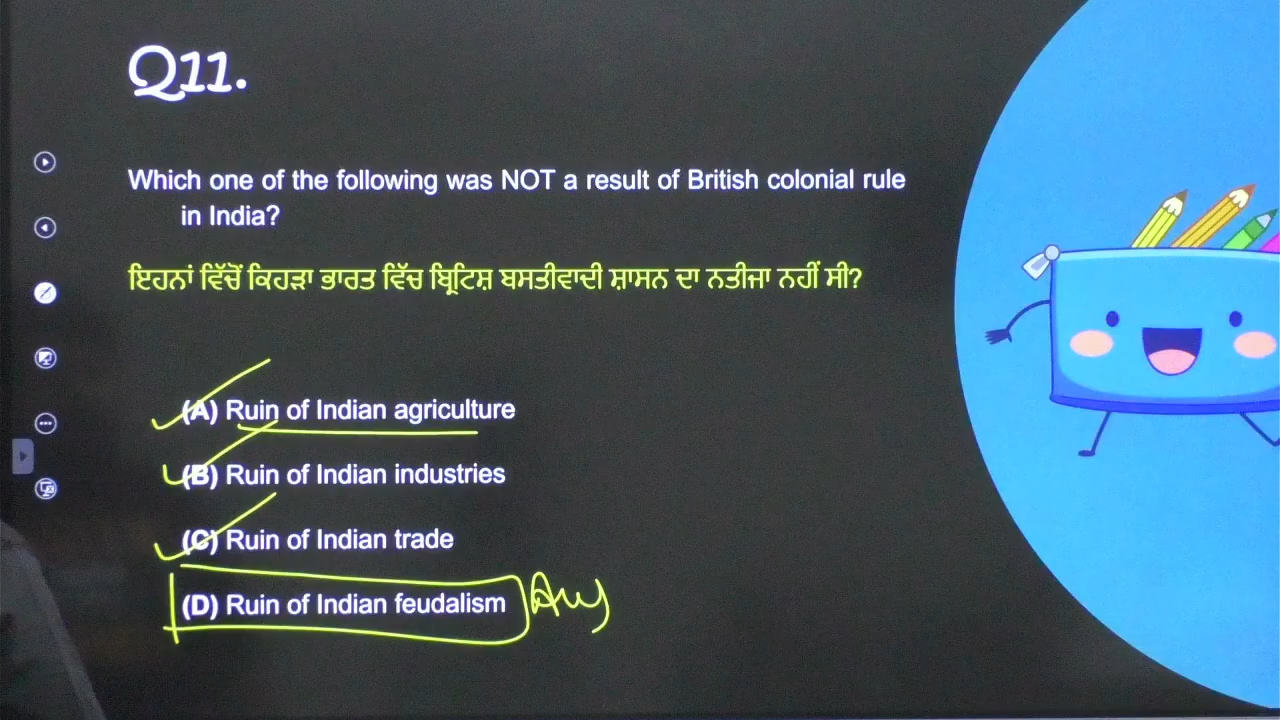 Q11.
Which one of the following was NOT a result of British colonial rule
in India?
ਇਹਨਾਂ ਵਿੱਚੋਂ ਕਿਹੜਾ ਭਾਰਤ ਵਿੱਚ ਬ੍ਰਿਟਿਸ਼ ਬਸਤੀਵਾਦੀ ਸ਼ਾਸਨ ਦਾ ਨਤੀਜਾ ਨਹੀਂ ਸੀ?
(A) Ruin of Indian agriculture
(B) Ruin of Indian industries
(C) Ruin of Indian trade
(D) Ruin of Indian feudalism